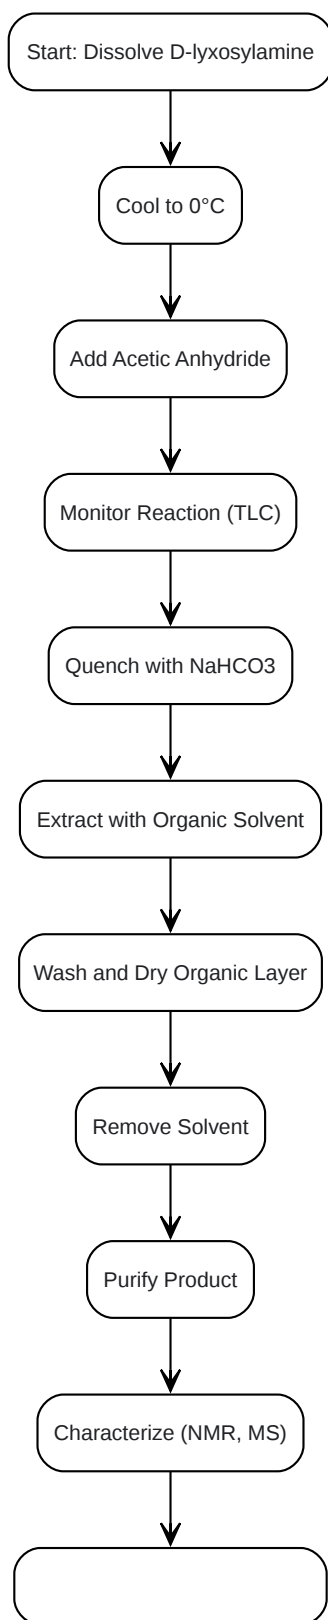 Start: Dissolve D-lyxosylamine
Cool to 0°C
Add Acetic Anhydride
Monitor Reaction (TLC)
Quench with NaHCO3
Extract with Organic Solvent
Wash and Dry Organic Layer
Remove Solvent
Purify Product
Characterize (NMR, MS)